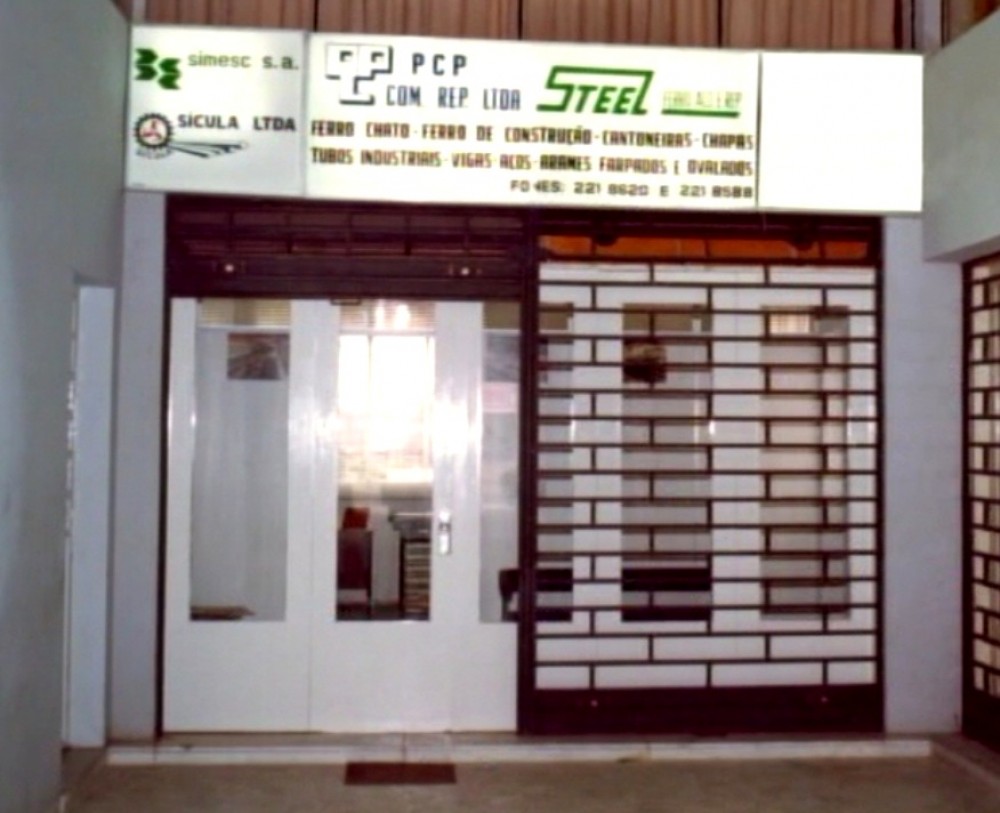 simesc s.a.
SÍCULA LTDA
PCP
COM. REP. LTDA
STEEL
FERRO CHATO - FERRO DE CONSTRUÇÃO - CANTONEIRAS - CHAPAS
TUBOS INDUSTRIAIS - VIGAS - AÇOS - ARAMES FARPADOS E OVALADOS
FONES: 221 8620 E 221 8588